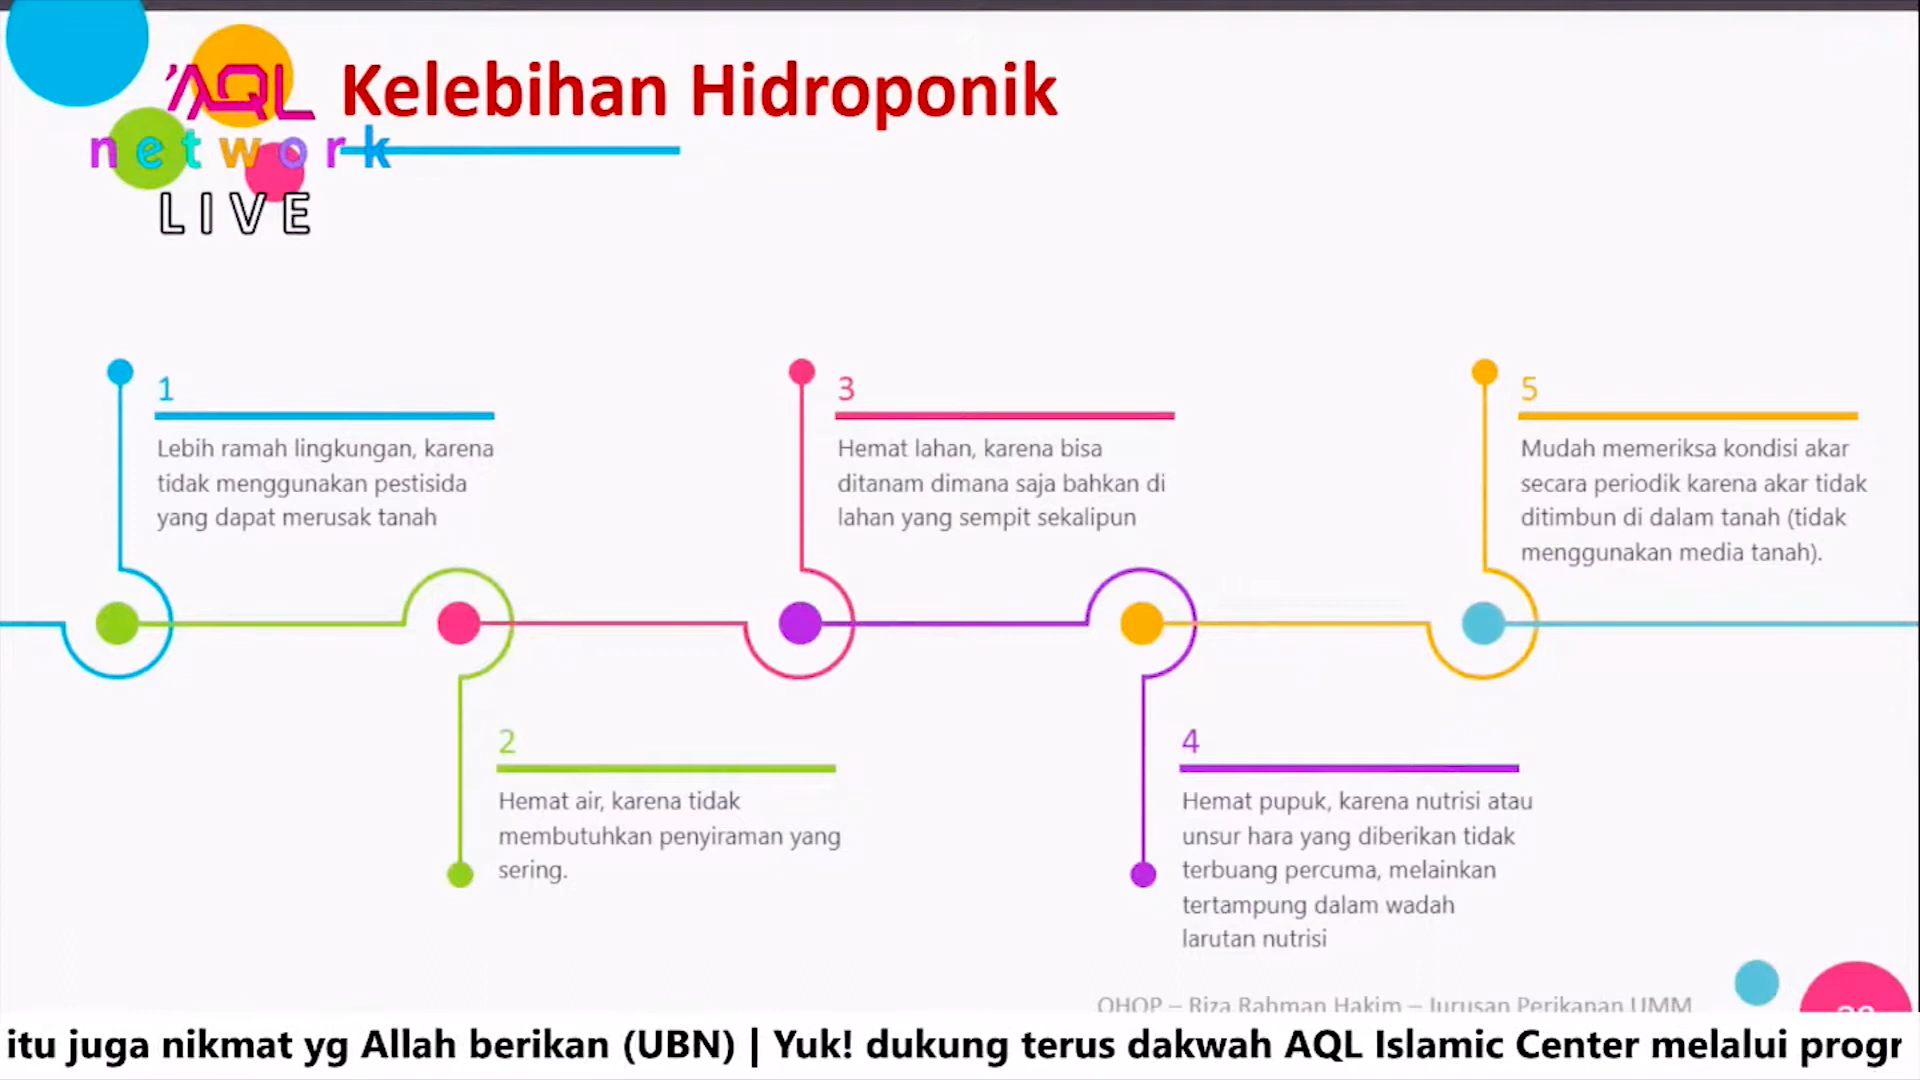 'AQL
network
LIVE
Kelebihan Hidroponik
1
Lebih ramah lingkungan, karena
tidak menggunakan pestisida
yang dapat merusak tanah
2
Hemat air, karena tidak
membutuhkan penyiraman yang
sering.
3
Hemat lahan, karena bisa
ditanam dimana saja bahkan di
lahan yang sempit sekalipun
4
Hemat pupuk, karena nutrisi atau
unsur hara yang diberikan tidak
terbuang percuma, melainkan
tertampung dalam wadah
larutan nutrisi
5
Mudah memeriksa kondisi akar
secara periodik karena akar tidak
ditimbun di dalam tanah (tidak
menggunakan media tanah).
OHOP – Riza Rahman Hakim – Jurusan Perikanan UMM
itu juga nikmat yg Allah berikan (UBN) | Yuk! dukung terus dakwah AQL Islamic Center melalui progr